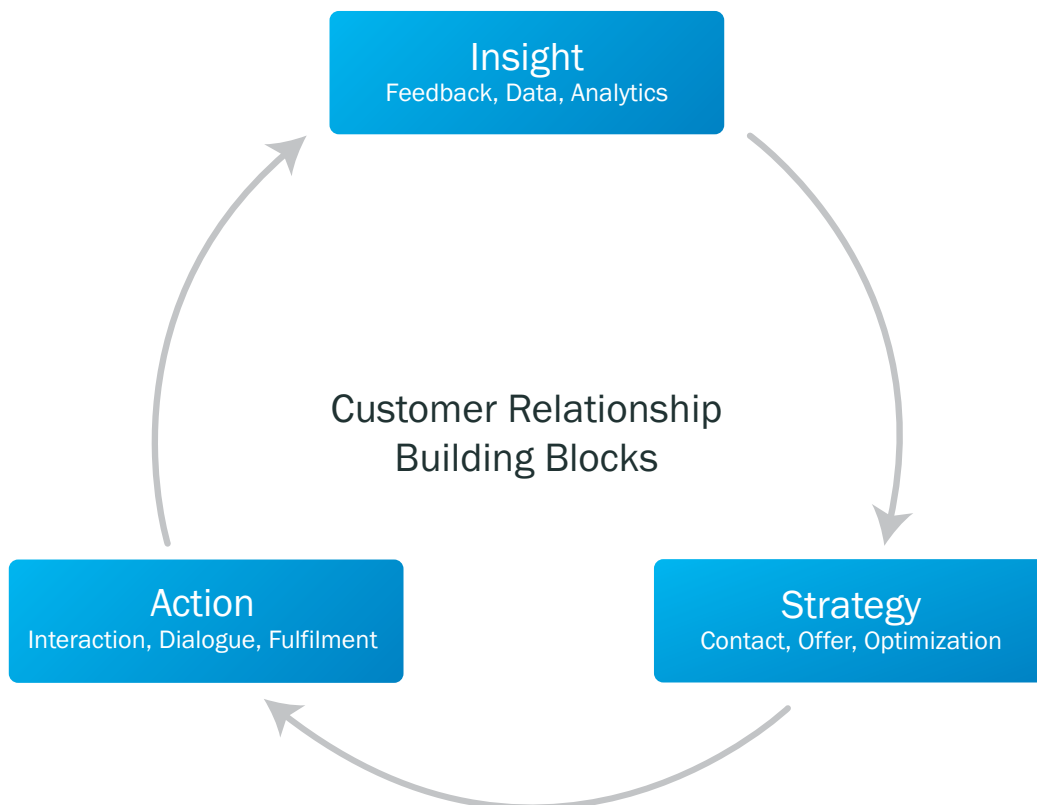 Insight
Feedback, Data, Analytics
Customer Relationship
Building Blocks
Action
Interaction, Dialogue, Fulfilment
Strategy
Contact, Offer, Optimization